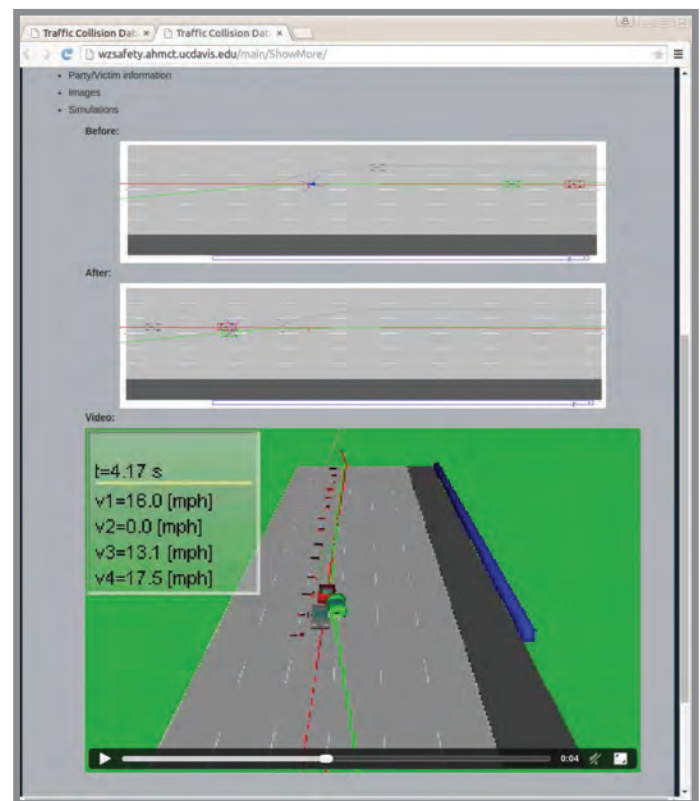 Traffic Collision Dat
Traffic Collision Dat
wzsafety.ahmct.ucdavis.edu/main/ShowMore/
Party/Victim information
Images
Simulations
Before:
After:
Video:
t=4.17 s
v1=16.0 [mph]
v2=0.0 [mph]
v3=13.1 [mph]
v4=17.5 [mph]
0:04